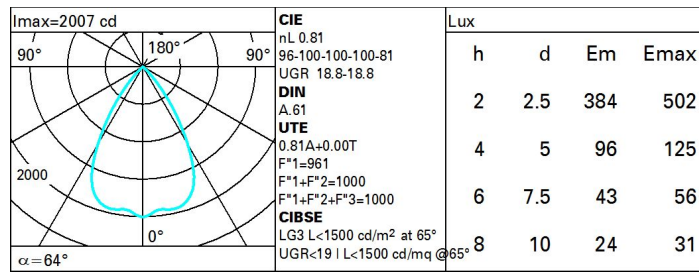 Imax=2007 cd
90° 180° 90°
2000
0°
α=64°
CIE
nL 0.81
96-100-100-100-81
UGR 18.8-18.8
DIN
A.61
UTE
0.81A+0.00T
F"1=961
F"1+F"2=1000
F"1+F"2+F"3=1000
CIBSE
LG3 L<1500 cd/m² at 65°
UGR<19 | L<1500 cd/mq @65°
Lux
h d Em Emax
2 2.5 384 502
4 5 96 125
6 7.5 43 56
8 10 24 31